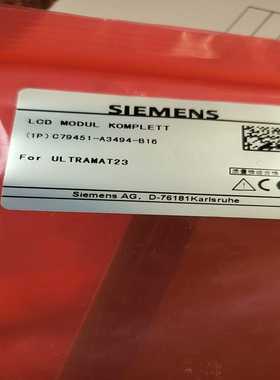 SIEMENS
LCD MODUL KOMPLETT
(1P)C79451-A3494-B16
For ULTRAMAT23
Siemens AG, D-76181Karlsruhe